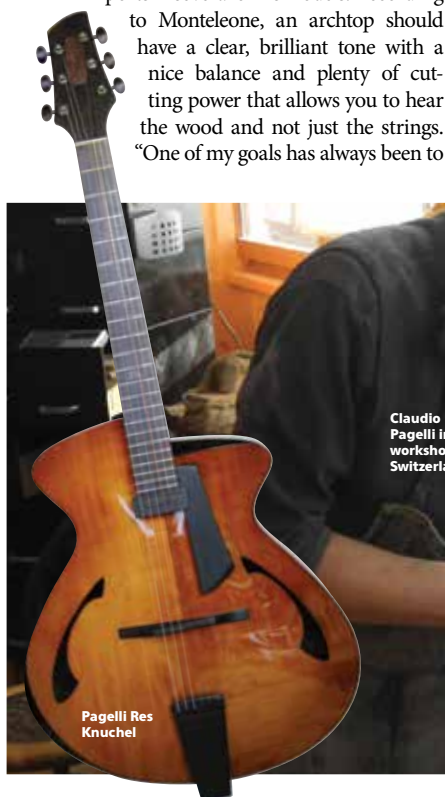 to Monteleone, an archtop should
have a clear, brilliant tone with a
nice balance and plenty of cut-
ting power that allows you to hear
the wood and not just the strings.
“One of my goals has always been to
Claudio
Pagelli
Switzerla
Pagelli Res
Knuchel